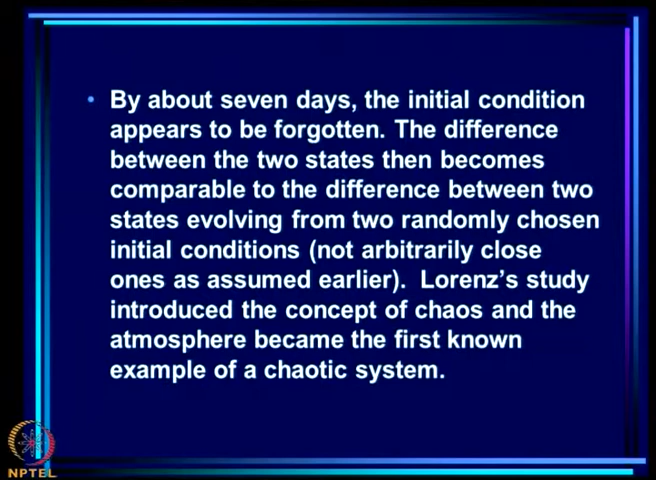 • By about seven days, the initial condition
appears to be forgotten. The difference
between the two states then becomes
comparable to the difference between two
states evolving from two randomly chosen
initial conditions (not arbitrarily close
ones as assumed earlier). Lorenz's study
introduced the concept of chaos and the
atmosphere became the first known
example of a chaotic system.
NPTEL